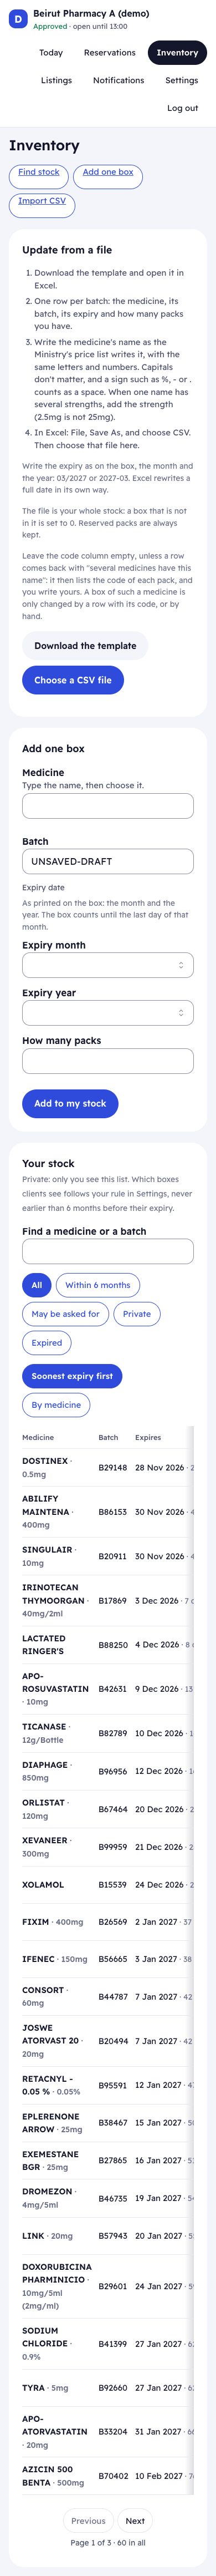 D
Beirut Pharmacy A (demo)
Approved · open until 13:00
Today
Reservations
Inventory
Listings
Notifications
Settings
Log out
Inventory
Find stock
Add one box
Import CSV
Update from a file
1. Download the template and open it in
Excel.
2. One row per batch: the medicine, its
batch, its expiry and how many packs
you have.
3. Write the medicine's name as the
Ministry's price list writes it, with the
same letters and numbers. Capitals
don't matter, and a sign such as %, - or .
counts as a space. When one name has
several strengths, add the strength
(2.5mg is not 25mg).
4. In Excel: File, Save As, and choose CSV.
Then choose that file here.
Write the expiry as on the box, the month and
the year: 03/2027 or 2027-03. Excel rewrites a
full date in its own way.
The file is your whole stock: a box that is not
in it is set to 0. Reserved packs are always
kept.
Leave the code column empty, unless a row
comes back with "several medicines have this
name": it then lists the code of each pack, and
you write yours. A box of such a medicine is
only changed by a row with its code, or by
hand.
Download the template
Choose a CSV file
Add one box
Medicine
Type the name, then choose it.
Batch
UNSAVED-DRAFT
Expiry date
As printed on the box: the month and the
year. The box counts until the last day of that
month.
Expiry month
Expiry year
How many packs
Add to my stock
Your stock
Private: only you see this list. Which boxes
clients see follows your rule in Settings, never
earlier than 6 months before their expiry.
Find a medicine or a batch
All
Within 6 months
May be asked for
Private
Expired
Soonest expiry first
By medicine
Medicine Batch Expires
DOSTINEX ·
0.5mg
B29148 28 Nov 2026 · 2
ABILIFY
MAINTENA ·
400mg
B86153 30 Nov 2026 · 4
SINGULAIR ·
10mg
B20911 30 Nov 2026 · 4
IRINOTECAN
THYMOORGAN ·
40mg/2ml
B17869 3 Dec 2026 · 7
LACTATED
RINGER'S
B88250 4 Dec 2026 · 8
APO-
ROSUVASTATIN
· 10mg
B42631 9 Dec 2026 · 13
TICANASE ·
12g/Bottle
B82789 10 Dec 2026 · 1
DIAPHAGE ·
850mg
B96956 12 Dec 2026 ·
ORLISTAT ·
120mg
B67464 20 Dec 2026 · 2
XEVANEER ·
300mg
B99959 21 Dec 2026 · 2
XOLAMOL
B15539 24 Dec 2026 · 2
FIXIM · 400mg
B26569 2 Jan 2027 · 37
IFENEC · 150mg
B56665 3 Jan 2027 · 38
CONSORT ·
60mg
B44787 7 Jan 2027 · 42
JOSWE
ATORVAST 20 ·
20mg
B20494 7 Jan 2027 · 42
RETACNYL -
0.05 % · 0.05%
B95591 12 Jan 2027 · 4
EPLERENONE
ARROW · 25mg
B38467 15 Jan 2027 · 5
EXEMESTANE
BGR · 25mg
B27865 16 Jan 2027 · 5
DROMEZON ·
4mg/5ml
B46735 19 Jan 2027 · 5
LINK · 20mg
B57943 20 Jan 2027 · 5
DOXORUBICINA
PHARMINICIO ·
10mg/5ml
(2mg/ml)
B29601 24 Jan 2027 · 5
SODIUM
CHLORIDE ·
0.9%
B41399 27 Jan 2027 · 6
TYRA · 5mg
B92660 27 Jan 2027 · 6
APO-
ATORVASTATIN
· 20mg
B33204 31 Jan 2027 · 6
AZICIN 500
BENTA · 500mg
B70402 10 Feb 2027 · 7
Previous
Next
Page 1 of 3 · 60 in all